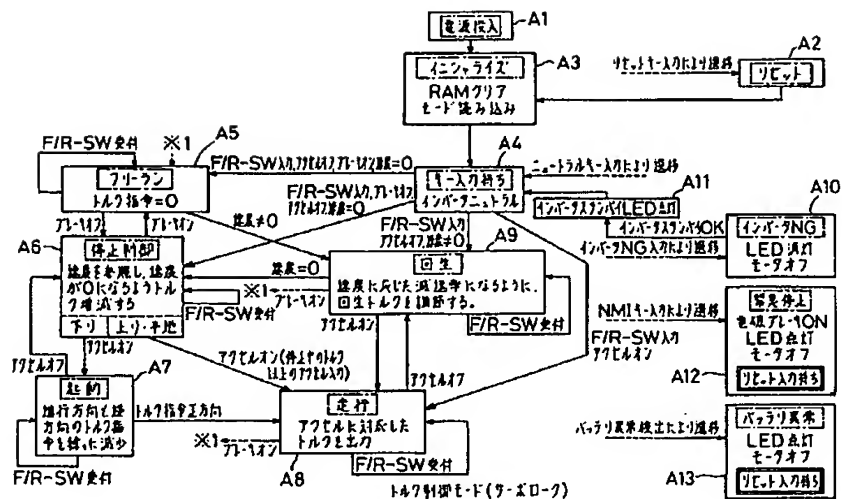 電源投入
A1
イニシャライズ
RAMクリア
モード読み込み
A3
リセットキー入力により遷移
A2
リセット
F/R-SW受付
※1
A5
フリーラン
トルク指令=0
F/R-SW入力,アクセルオフ,ブレーキオン,速度=0
A4
キー入力待ち
インバータニュートラル
ニュートラルキー入力により遷移
F/R-SW入力,ブレーキオフ
アクセルオフ,速度=0
A11
インバータスタンバイLED点灯
インバータスタンバイOK
A10
インバータNG
LED消灯
モータオフ
インバータNG入力により遷移
ブレーキオフ
ブレーキオン
速度≠0
F/R-SW入力
アクセルオフ,速度≠0
A6
停止制御
速度を参照し,速度
が0になるようトルク
増減する
下り
上り・平地
F/R-SW受付
速度=0
※1
ブレーキオン
A9
回生
速度に応じた減速率になるように,
回生トルクを調節する。
F/R-SW受付
NMIキー入力により遷移
緊急停止
電磁ブレーキON
LED点灯
モータオフ
リセット入力待ち
A12
F/R-SW入力
アクセルオン
アクセルオフ
アクセルオン
アクセルオン(停止中のトルク
以上のアクセル入力)
アクセルオン
アクセルオフ
A7
起動
進行方向と逆
方向のトルク指
令を徐々に減少
F/R-SW受付
トルク指令正方向
※1
ブレーキオン
走行
アクセルに対応した
トルクを出力
A8
F/R-SW受付
トルク制御モード(サーボロック)
バッテリ異常検出により遷移
バッテリ異常
LED点灯
モータオフ
リセット入力待ち
A13